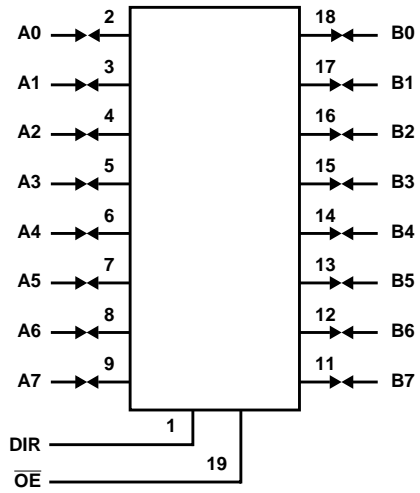 A0 2 18 B0
A1 3 17 B1
A2 4 16 B2
A3 5 15 B3
A4 6 14 B4
A5 7 13 B5
A6 8 12 B6
A7 9 11 B7
DIR 1
O̅E̅ 19